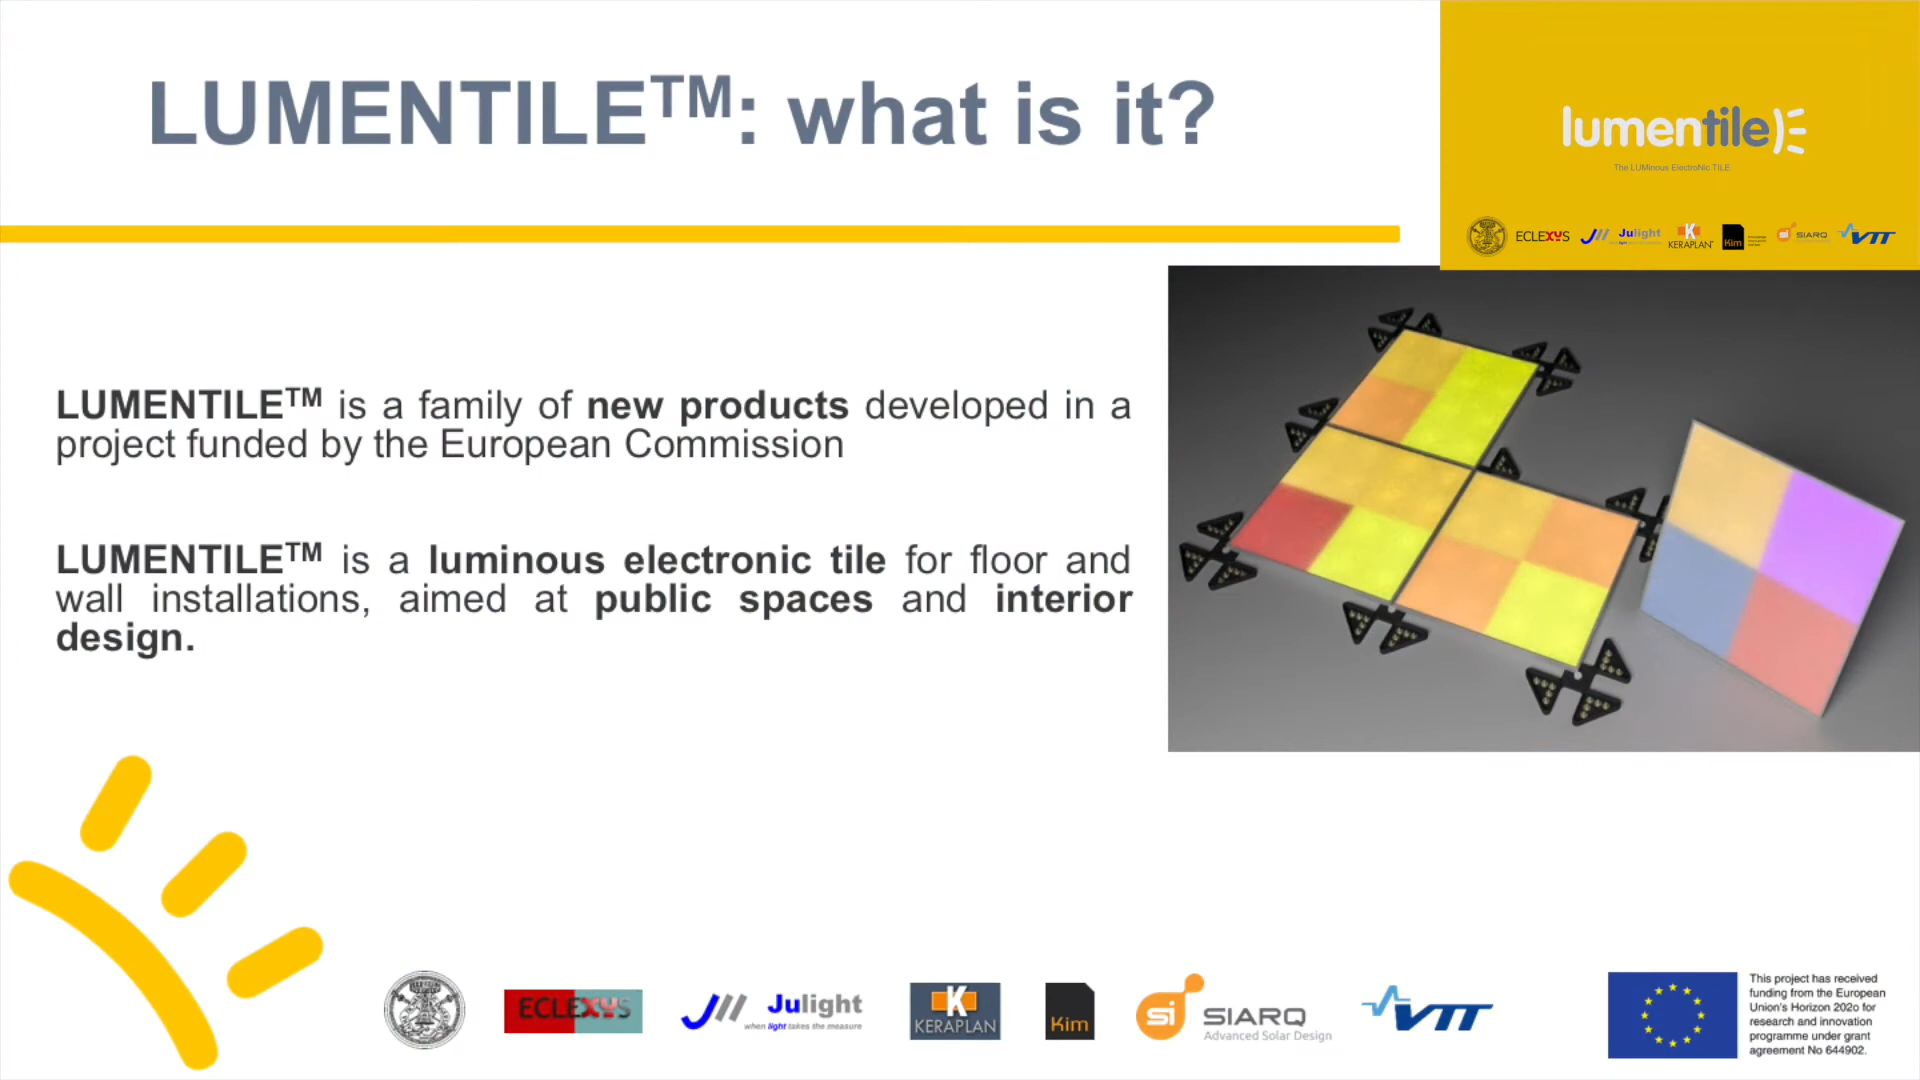 LUMENTILE™: what is it?
lumentile
The LUMinous ElectroNic TILE
ECLEXYS
Julight
KERAPLAN
Kim
SIARQ
VTT
LUMENTILE™ is a family of new products developed in a
project funded by the European Commission
LUMENTILE™ is a luminous electronic tile for floor and
wall installations, aimed at public spaces and interior
design.
ECLEXYS
Julight
when light takes the measure
K
KERAPLAN
Kim
si SIARQ
Advanced Solar Design
VTT
This project has received
funding from the European
Union's Horizon 202o for
research and innovation
programme under grant
agreement No 644902.